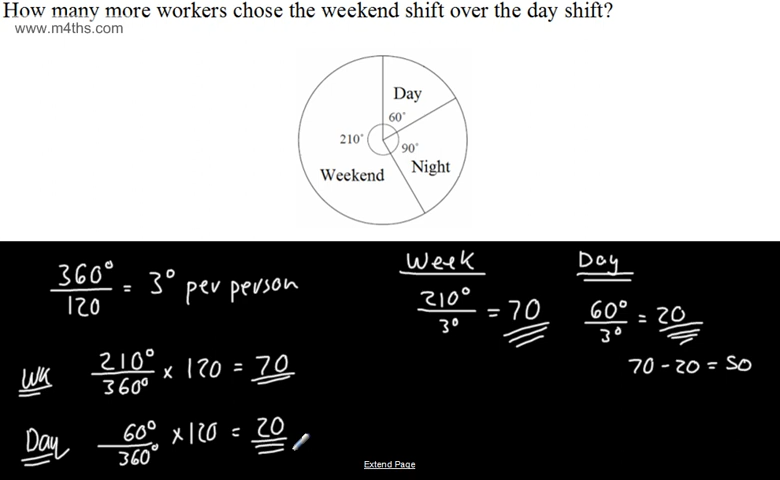 How many more workers chose the weekend shift over the day shift?
www.m4ths.com
Day
60°
210°
90°
Weekend
Night
360°/120 = 3° per person
Week
210°/3° = 70
Day
60°/3° = 20
70 - 20 = 50
Wk 210°/360° × 120 = 70
Day 60°/360° × 120 = 20
Extend Page